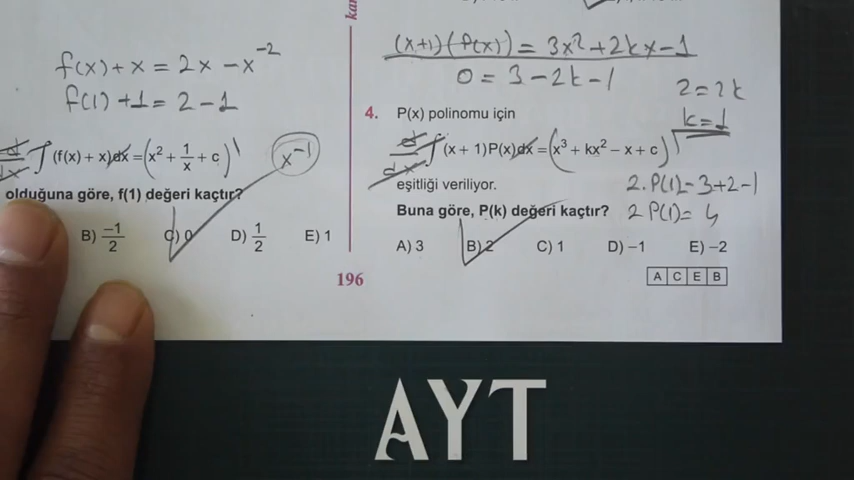 f(x) + x = 2x - x⁻²
f(1) + 1 = 2 - 1
d/dx ∫ (f(x) + x)dx = (x² + 1/x + c)'
x⁻¹
olduğuna göre, f(1) değeri kaçtır?
B) -1/2 C) 0 D) 1/2 E) 1
196
(x+1)(P(x)) = 3x² + 2kx - 1
0 = 3 - 2k - 1
2 = 2k
k = 1
4. P(x) polinomu için
d/dx ∫ (x + 1)P(x)dx = (x³ + kx² - x + c)'
eşitliği veriliyor.
2.P(1) = 3+2-1
Buna göre, P(k) değeri kaçtır?
2P(1) = 4
A) 3 B) 2 C) 1 D) -1 E) -2
A C E B
AYT